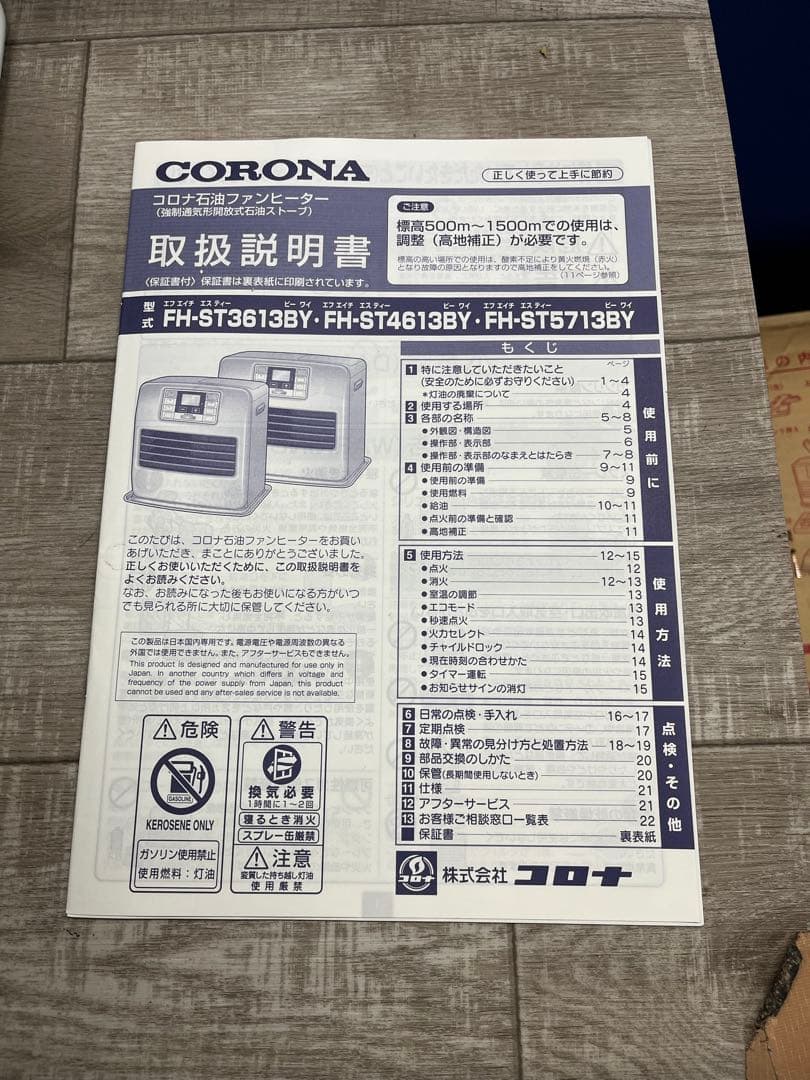 CORONA
正しく使って上手に節約
コロナ石油ファンヒーター
(強制通気形開放式石油ストーブ)
取扱説明書
〈保証書付〉保証書は裏表紙に印刷されています。
ご注意
標高500m〜1500mでの使用は、
調整(高地補正)が必要です。
標高の高い場所での使用は、酸素不足により黄火燃焼(赤火)
となり故障の原因となりますので高地補正をしてください。
(11ページ参照)
型式
エフ エイチ エス ティー ビー ワイ エフ エイチ エス ティー ビー ワイ エフ エイチ エス ティー ビー ワイ
FH-ST3613BY・FH-ST4613BY・FH-ST5713BY
もくじ
ページ
1 特に注意していただきたいこと
(安全のために必ずお守りください) 1〜4
*灯油の廃棄について 4
2 使用する場所 4
3 各部の名称 5〜8
●外観図・構造図 5
●操作部・表示部 6
●操作部・表示部のなまえとはたらき 7〜8
4 使用前の準備 9〜11
●使用前の準備 9
●使用燃料 9
●給油 10〜11
●点火前の準備と確認 11
●高地補正 11
使用前に
5 使用方法 12〜15
●点火 12
●消火 12〜13
●室温の調節 13
●エコモード 13
●秒速点火 13
●火力セレクト 14
●チャイルドロック 14
●現在時刻の合わせかた 14
●タイマー運転 15
●お知らせサインの消灯 15
使用方法
6 日常の点検・手入れ 16〜17
7 定期点検 17
8 故障・異常の見分け方と処置方法 18〜19
9 部品交換のしかた 20
10 保管(長期間使用しないとき) 20
11 仕様 21
12 アフターサービス 21
13 お客様ご相談窓口一覧表 22
保証書 裏表紙
点検・その他
このたびは、コロナ石油ファンヒーターをお買い
あげいただき、まことにありがとうございました。
正しくお使いいただくために、この取扱説明書を
よくお読みください。
なお、お読みになった後もお使いになる方がいつ
でも見られる所に大切に保管してください。
この製品は日本国内専用です。電源電圧や電源周波数の異なる
外国では使用できません。また、アフターサービスもできません。
This product is designed and manufactured for use only in
Japan. In another country which differs in voltage and
frequency of the power supply from Japan, this product
cannot be used and any after-sales service is not available.
危険
GASOLINE
KEROSENE ONLY
ガソリン使用禁止
使用燃料:灯油
警告
換気必要
1時間に1〜2回
寝るとき消火
スプレー缶厳禁
注意
変質した持ち越し灯油
使用厳禁
コロナ
株式会社 コロナ